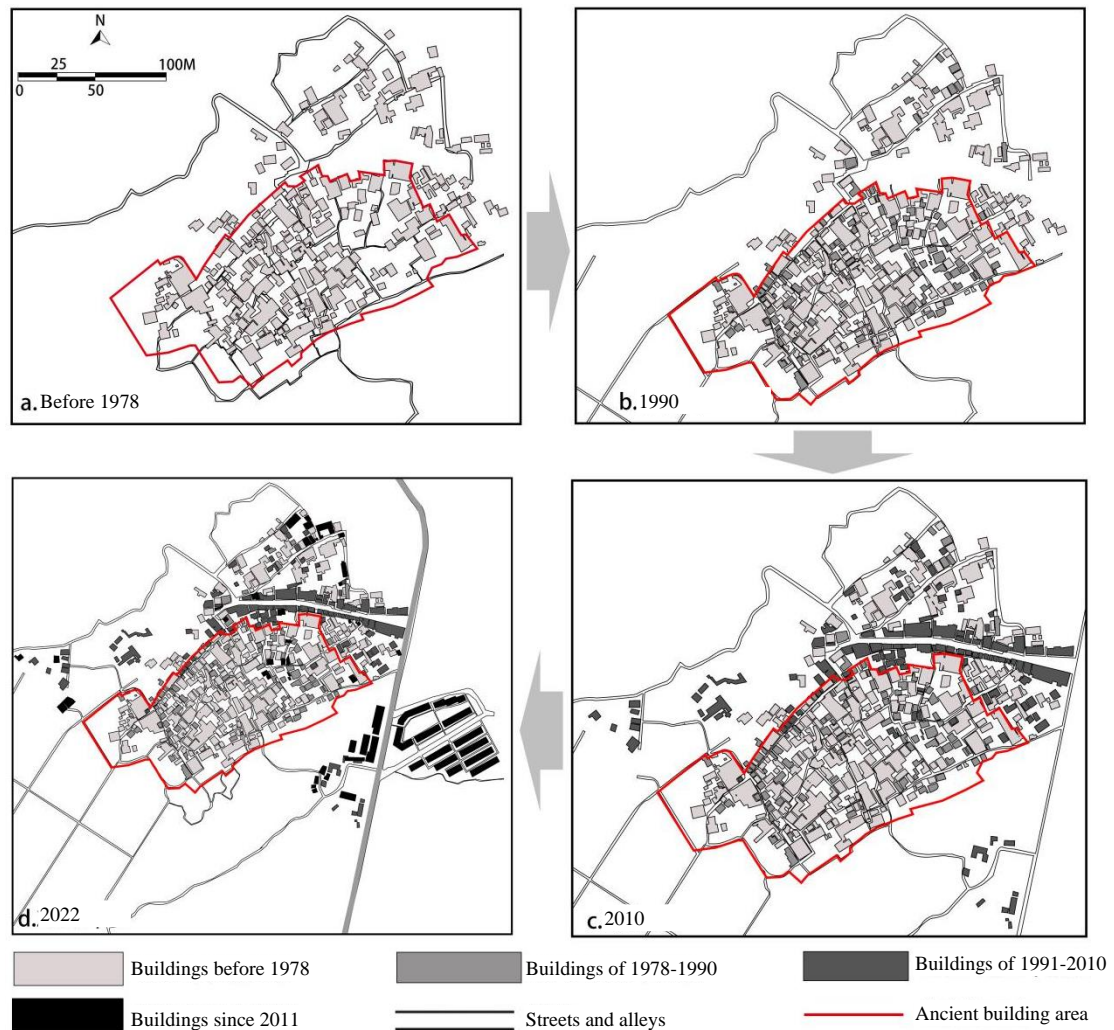 N
25 100M
0 50
a. Before 1978
b. 1990
d. 2022
c. 2010
Buildings before 1978
Buildings of 1978-1990
Buildings of 1991-2010
Buildings since 2011
Streets and alleys
Ancient building area